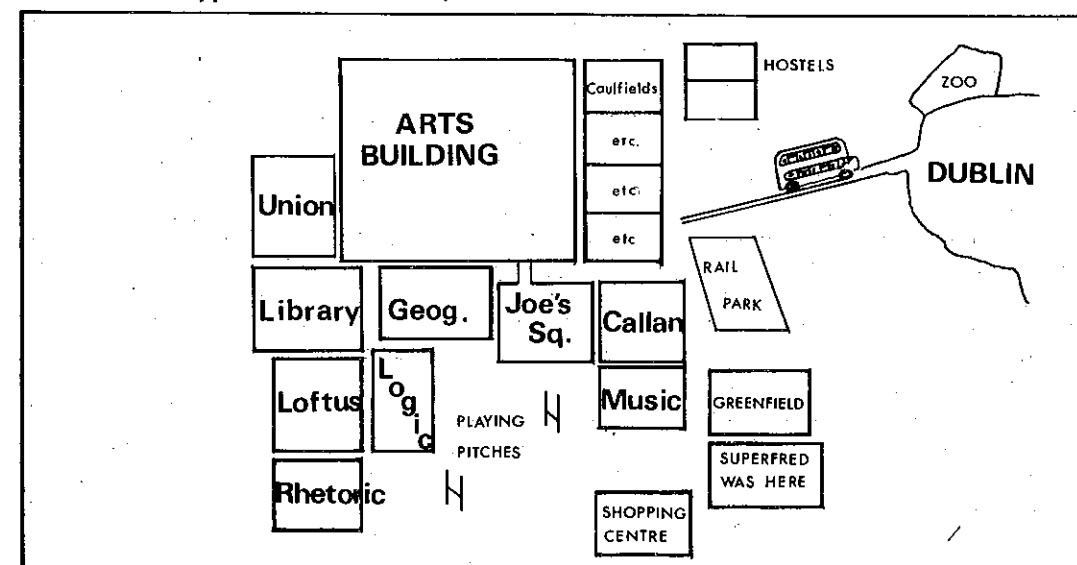 HOSTELS
Caulfields
ZOO
ARTS
BUILDING
etc.
DUBLIN
etc.
Union
etc
RAIL
PARK
Library
Geog.
Joe's
Sq.
Callan
Loftus
Logic
PLAYING
PITCHES
Music
GREENFIELD
SUPERFRED
WAS HERE
Rhetoric
SHOPPING
CENTRE